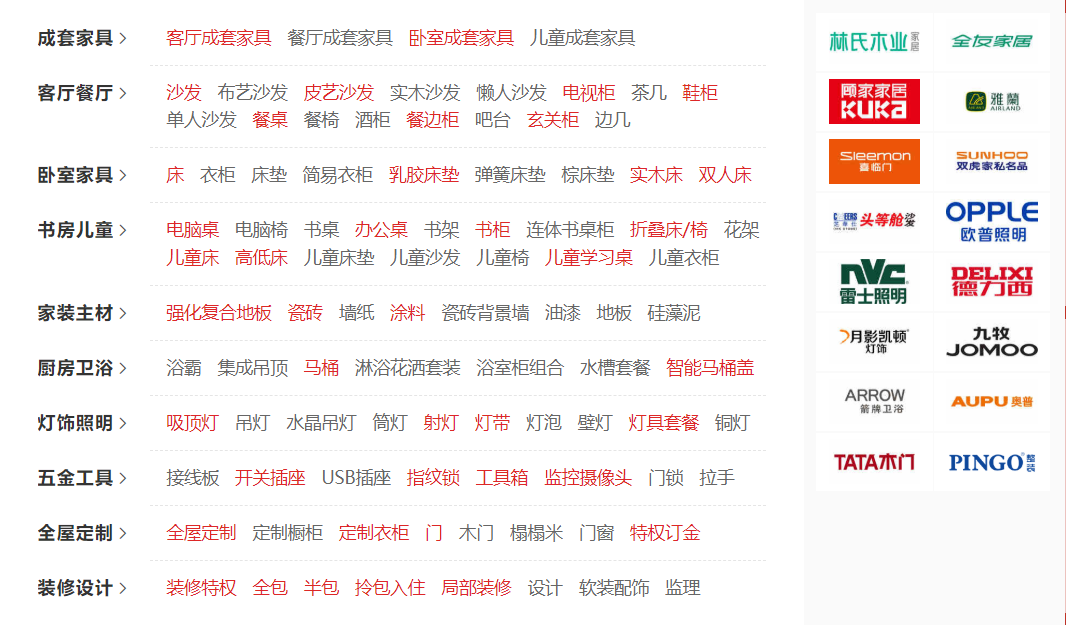 成套家具 > 客厅成套家具 餐厅成套家具 卧室成套家具 儿童成套家具
客厅餐厅 > 沙发 布艺沙发 皮艺沙发 实木沙发 懒人沙发 电视柜 茶几 鞋柜
单人沙发 餐桌 餐椅 酒柜 餐边柜 吧台 玄关柜 边几
卧室家具 > 床 衣柜 床垫 简易衣柜 乳胶床垫 弹簧床垫 棕床垫 实木床 双人床
书房儿童 > 电脑桌 电脑椅 书桌 办公桌 书架 书柜 连体书桌柜 折叠床/椅 花架
儿童床 高低床 儿童床垫 儿童沙发 儿童椅 儿童学习桌 儿童衣柜
家装主材 > 强化复合地板 瓷砖 墙纸 涂料 瓷砖背景墙 油漆 地板 硅藻泥
厨房卫浴 > 浴霸 集成吊顶 马桶 淋浴花洒套装 浴室柜组合 水槽套餐 智能马桶盖
灯饰照明 > 吸顶灯 吊灯 水晶吊灯 筒灯 射灯 灯带 灯泡 壁灯 灯具套餐 铜灯
五金工具 > 接线板 开关插座 USB插座 指纹锁 工具箱 监控摄像头 门锁 拉手
全屋定制 > 全屋定制 定制橱柜 定制衣柜 门 木门 榻榻米 门窗 特权订金
装修设计 > 装修特权 全包 半包 拎包入住 局部装修 设计 软装配饰 监理
林氏木业 家居
全友家居
顾家家居
KUKA
雅蘭
AIRLAND
Sleemon
喜临门
SUNHOO
双虎家私名品
CHEERS
芝华仕 头等舱 沙发
OPPLE
欧普照明
NVC
雷士照明
DELIXI
德力西
月影凯顿
灯饰
九牧
JOMOO
ARROW
箭牌卫浴
AUPU 奥普
TATA木门
PINGO 整装